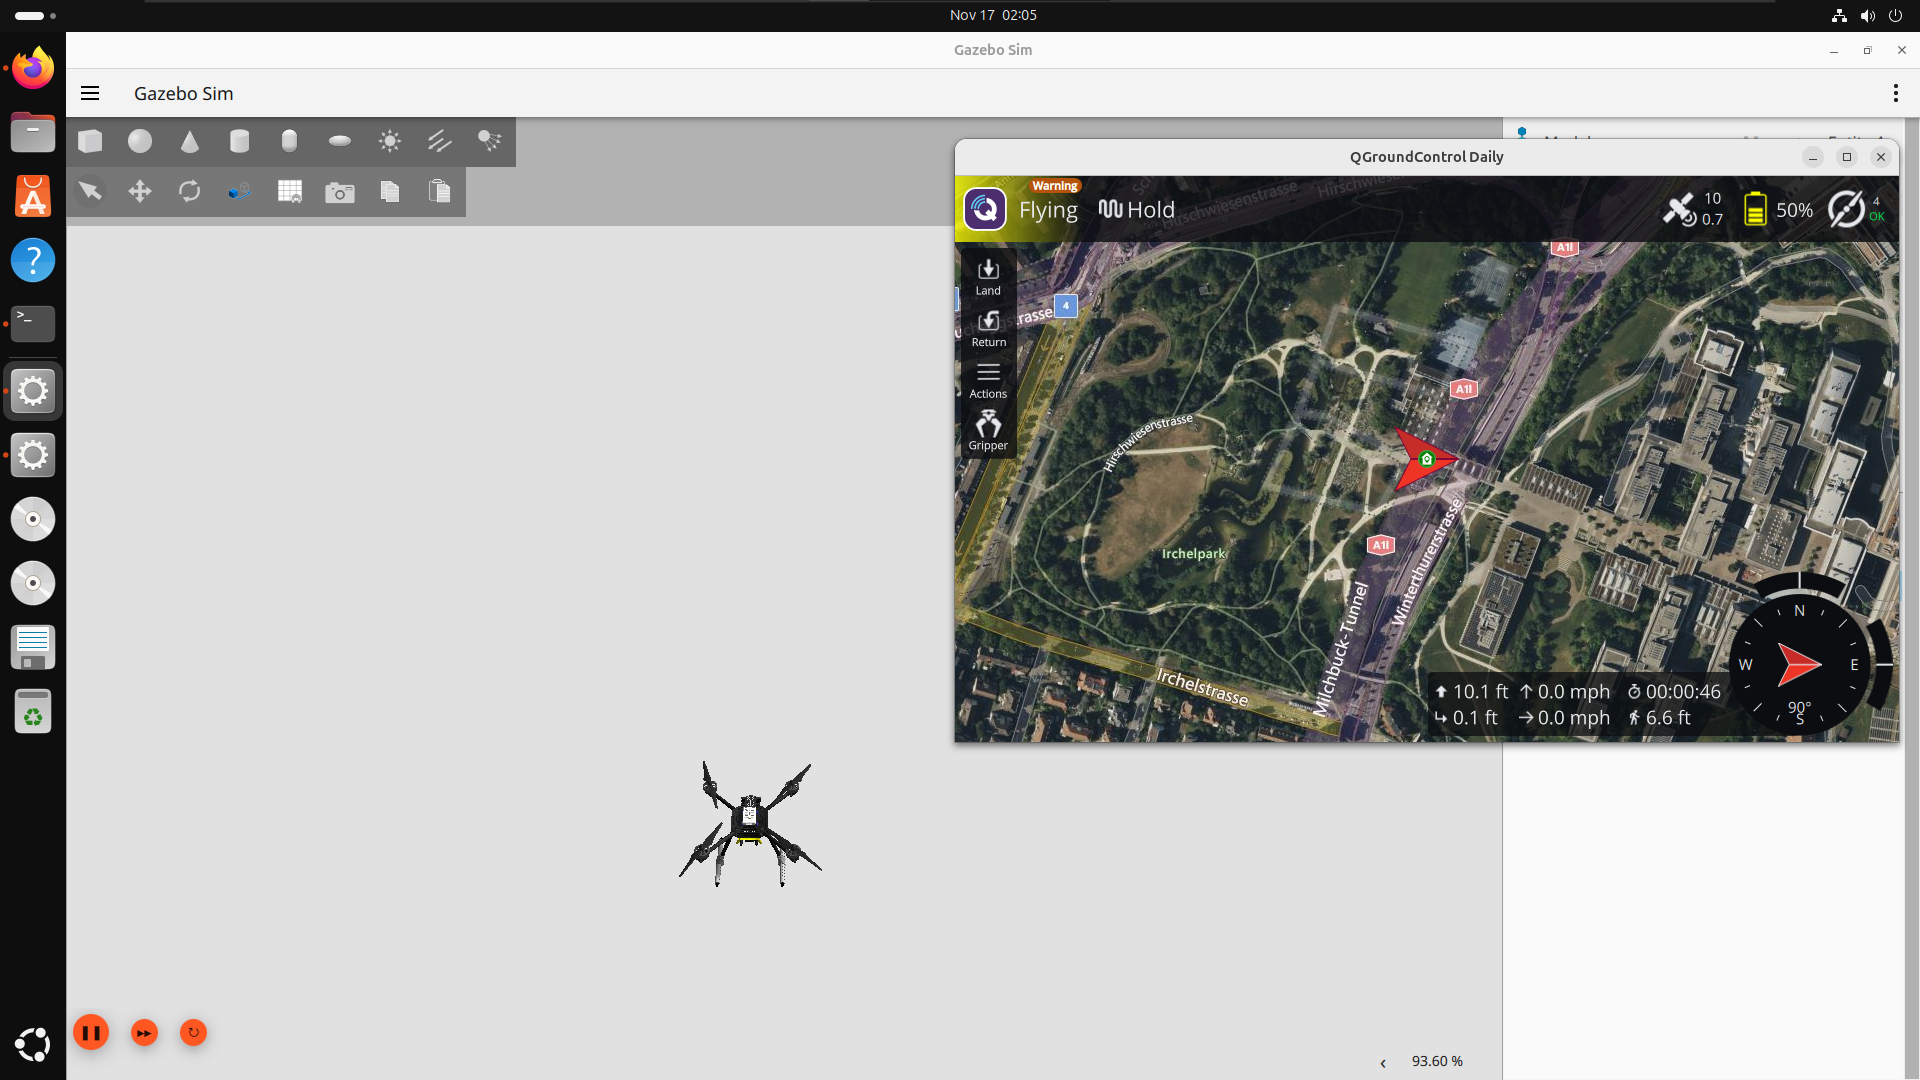 Nov 17 02:05
Gazebo Sim
Gazebo Sim
QGroundControl Daily
Warning
Flying
Hold
10
0.7
50%
4
OK
Land
Return
Actions
Gripper
Hirschwiesenstrasse
A1l
4
A1l
Hirschwiesenstrasse
A1l
Irchelpark
Winterthurerstrasse
Milchbuck-Tunnel
Irchelstrasse
N
W
E
90°
S
10.1 ft 0.0 mph 00:00:46
0.1 ft 0.0 mph 6.6 ft
93.60 %